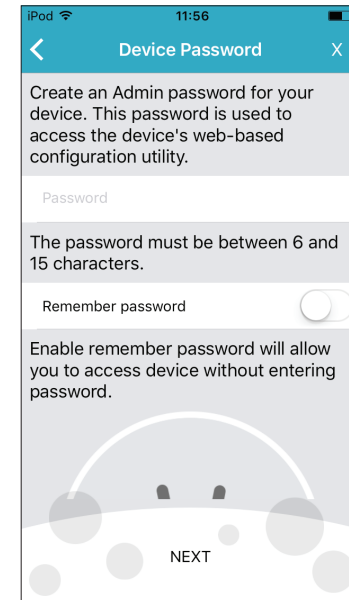 iPod 11:56
Device Password X
Create an Admin password for your
device. This password is used to
access the device's web-based
configuration utility.
Password
The password must be between 6 and
15 characters.
Remember password
Enable remember password will allow
you to access device without entering
password.
NEXT